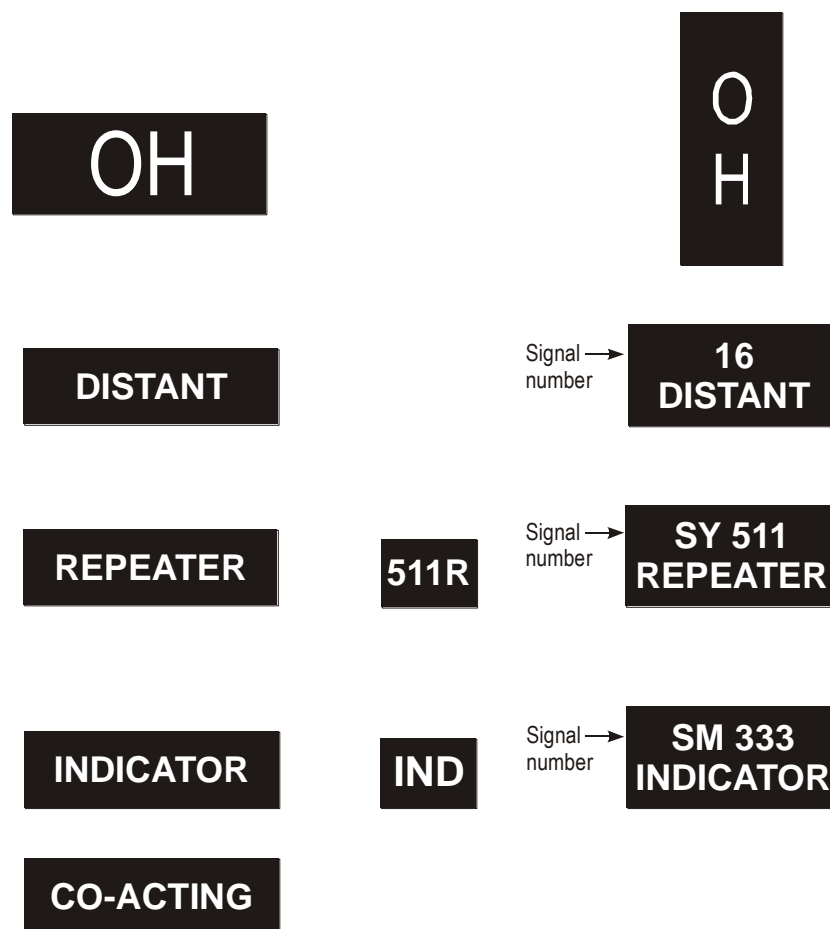 OH
O
H
DISTANT
Signal
number
16
DISTANT
REPEATER
511R
Signal
number
SY 511
REPEATER
INDICATOR
IND
Signal
number
SM 333
INDICATOR
CO-ACTING